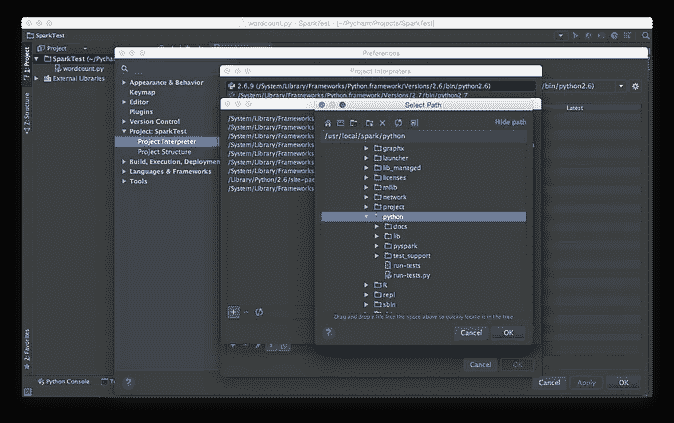 wordcount.py - SparkTest - [~/Pycharm/Projects/SparkTest]
SparkTest
Project
SparkTest (~/Pycharm
wordcount.py
External Libraries
1: Project
Z: Structure
2: Favorites
Python Console
Preferences
Appearance & Behavior
Keymap
Editor
Plugins
Version Control
Project: SparkTest
Project Interpreter
Project Structure
Build, Execution, Deployment
Languages & Frameworks
Tools
Project Interpreters
2.6.9 (/System/Library/Frameworks/Python.framework/Versions/2.6/bin/python2.6)
/System/Library/Frameworks/Python.framework/Versions/2.7/bin/python2.7
/bin/python2.6)
Latest
/System/Library/Frameworks
/System/Library/Frameworks
/System/Library/Frameworks
/System/Library/Frameworks
/System/Library/Frameworks
/System/Library/Frameworks
/Library/Python/2.6/site-pa
/System/Library/Frameworks
Select Path
Hide path
/usr/local/spark/python
graphx
launcher
lib_managed
licenses
mllib
network
project
python
docs
lib
pyspark
test_support
run-tests
run-tests.py
R
repl
sbin
Drag and drop a file into the space above to quickly locate it in the tree
Cancel
OK
Cancel
OK
Cancel
Apply
OK